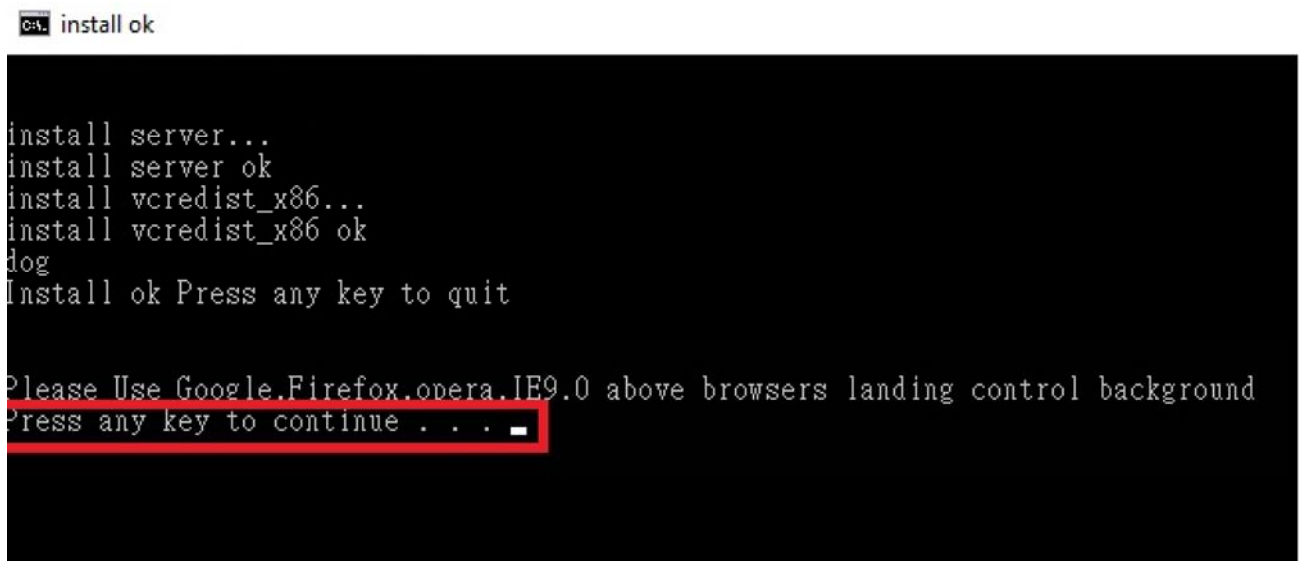 install ok
install server...
install server ok
install vcredist_x86...
install vcredist_x86 ok
dog
Install ok Press any key to quit
Please Use Google.Firefox.opera.IE9.0 above browsers landing control background
Press any key to continue . . .